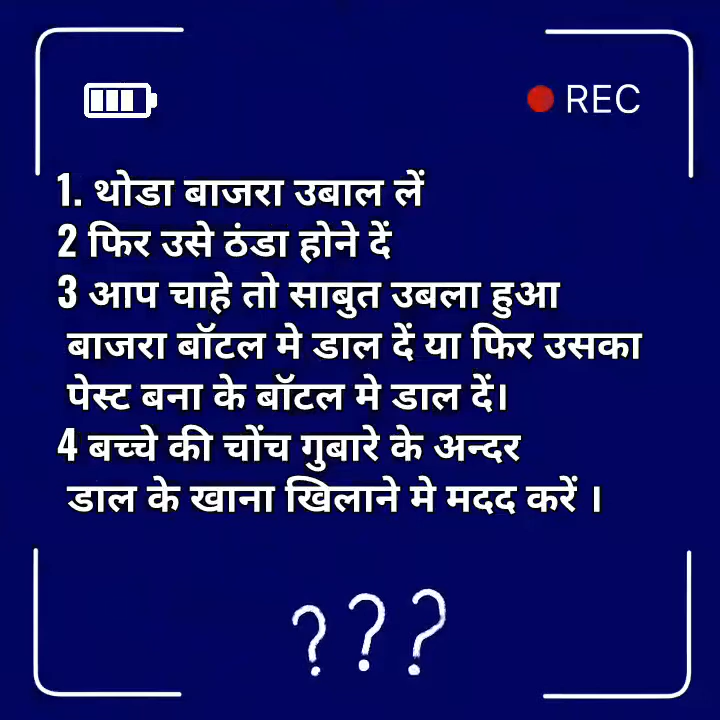 REC
1. थोडा बाजरा उबाल लें
2 फिर उसे ठंडा होने दें
3 आप चाहे तो साबुत उबला हुआ
बाजरा बॉटल मे डाल दें या फिर उसका
पेस्ट बना के बॉटल मे डाल दें।
4 बच्चे की चोंच गुबारे के अन्दर
डाल के खाना खिलाने मे मदद करें ।
???